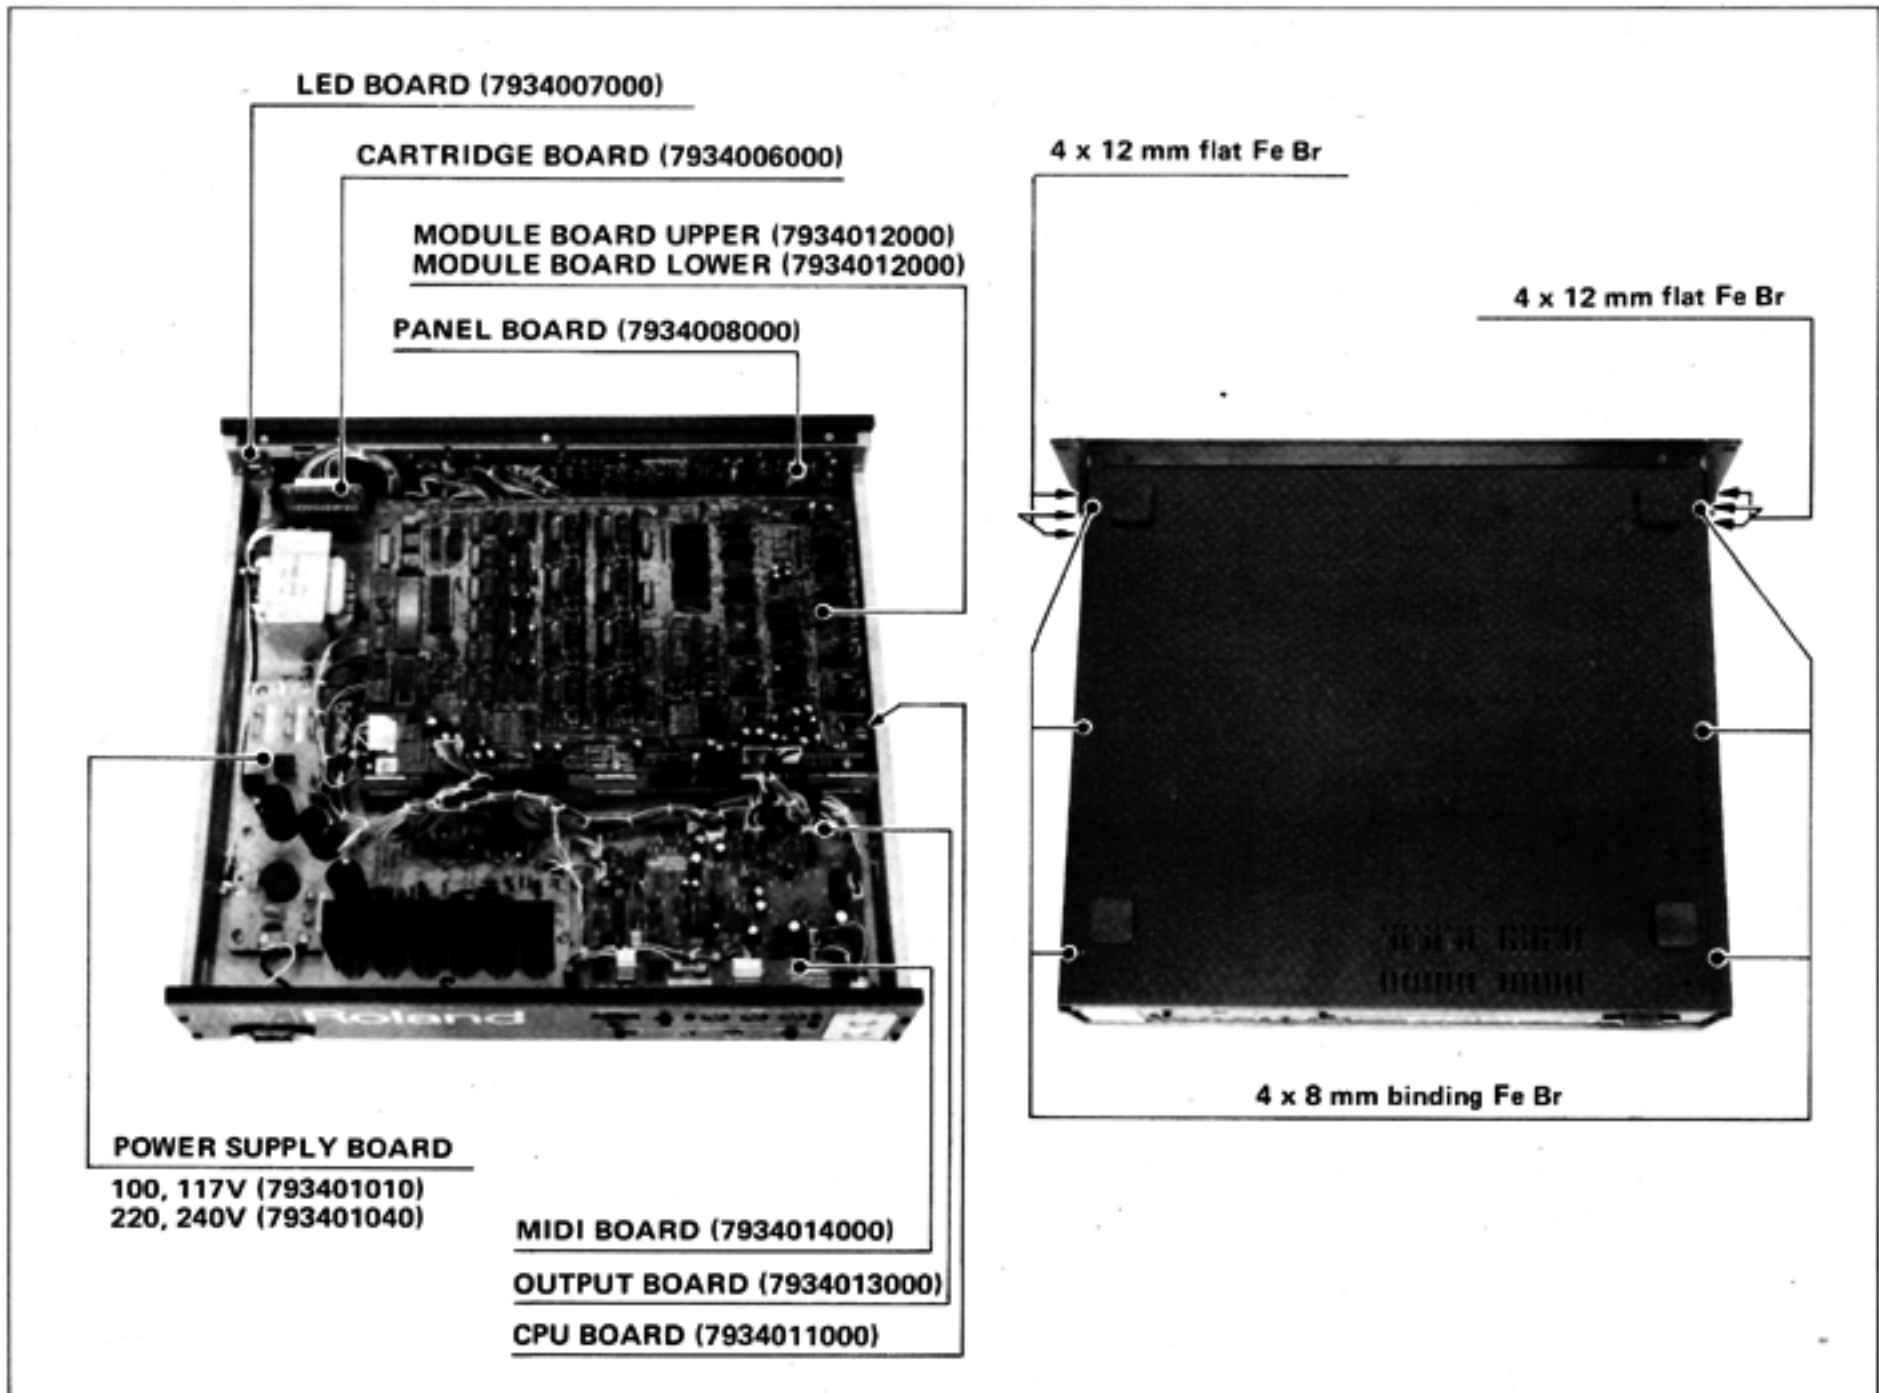 LED BOARD (7934007000)
CARTRIDGE BOARD (7934006000)
MODULE BOARD UPPER (7934012000)
MODULE BOARD LOWER (7934012000)
PANEL BOARD (7934008000)
4 x 12 mm flat Fe Br
4 x 12 mm flat Fe Br
Roland
4 x 8 mm binding Fe Br
POWER SUPPLY BOARD
100, 117V (793401010)
220, 240V (793401040)
MIDI BOARD (7934014000)
OUTPUT BOARD (7934013000)
CPU BOARD (7934011000)